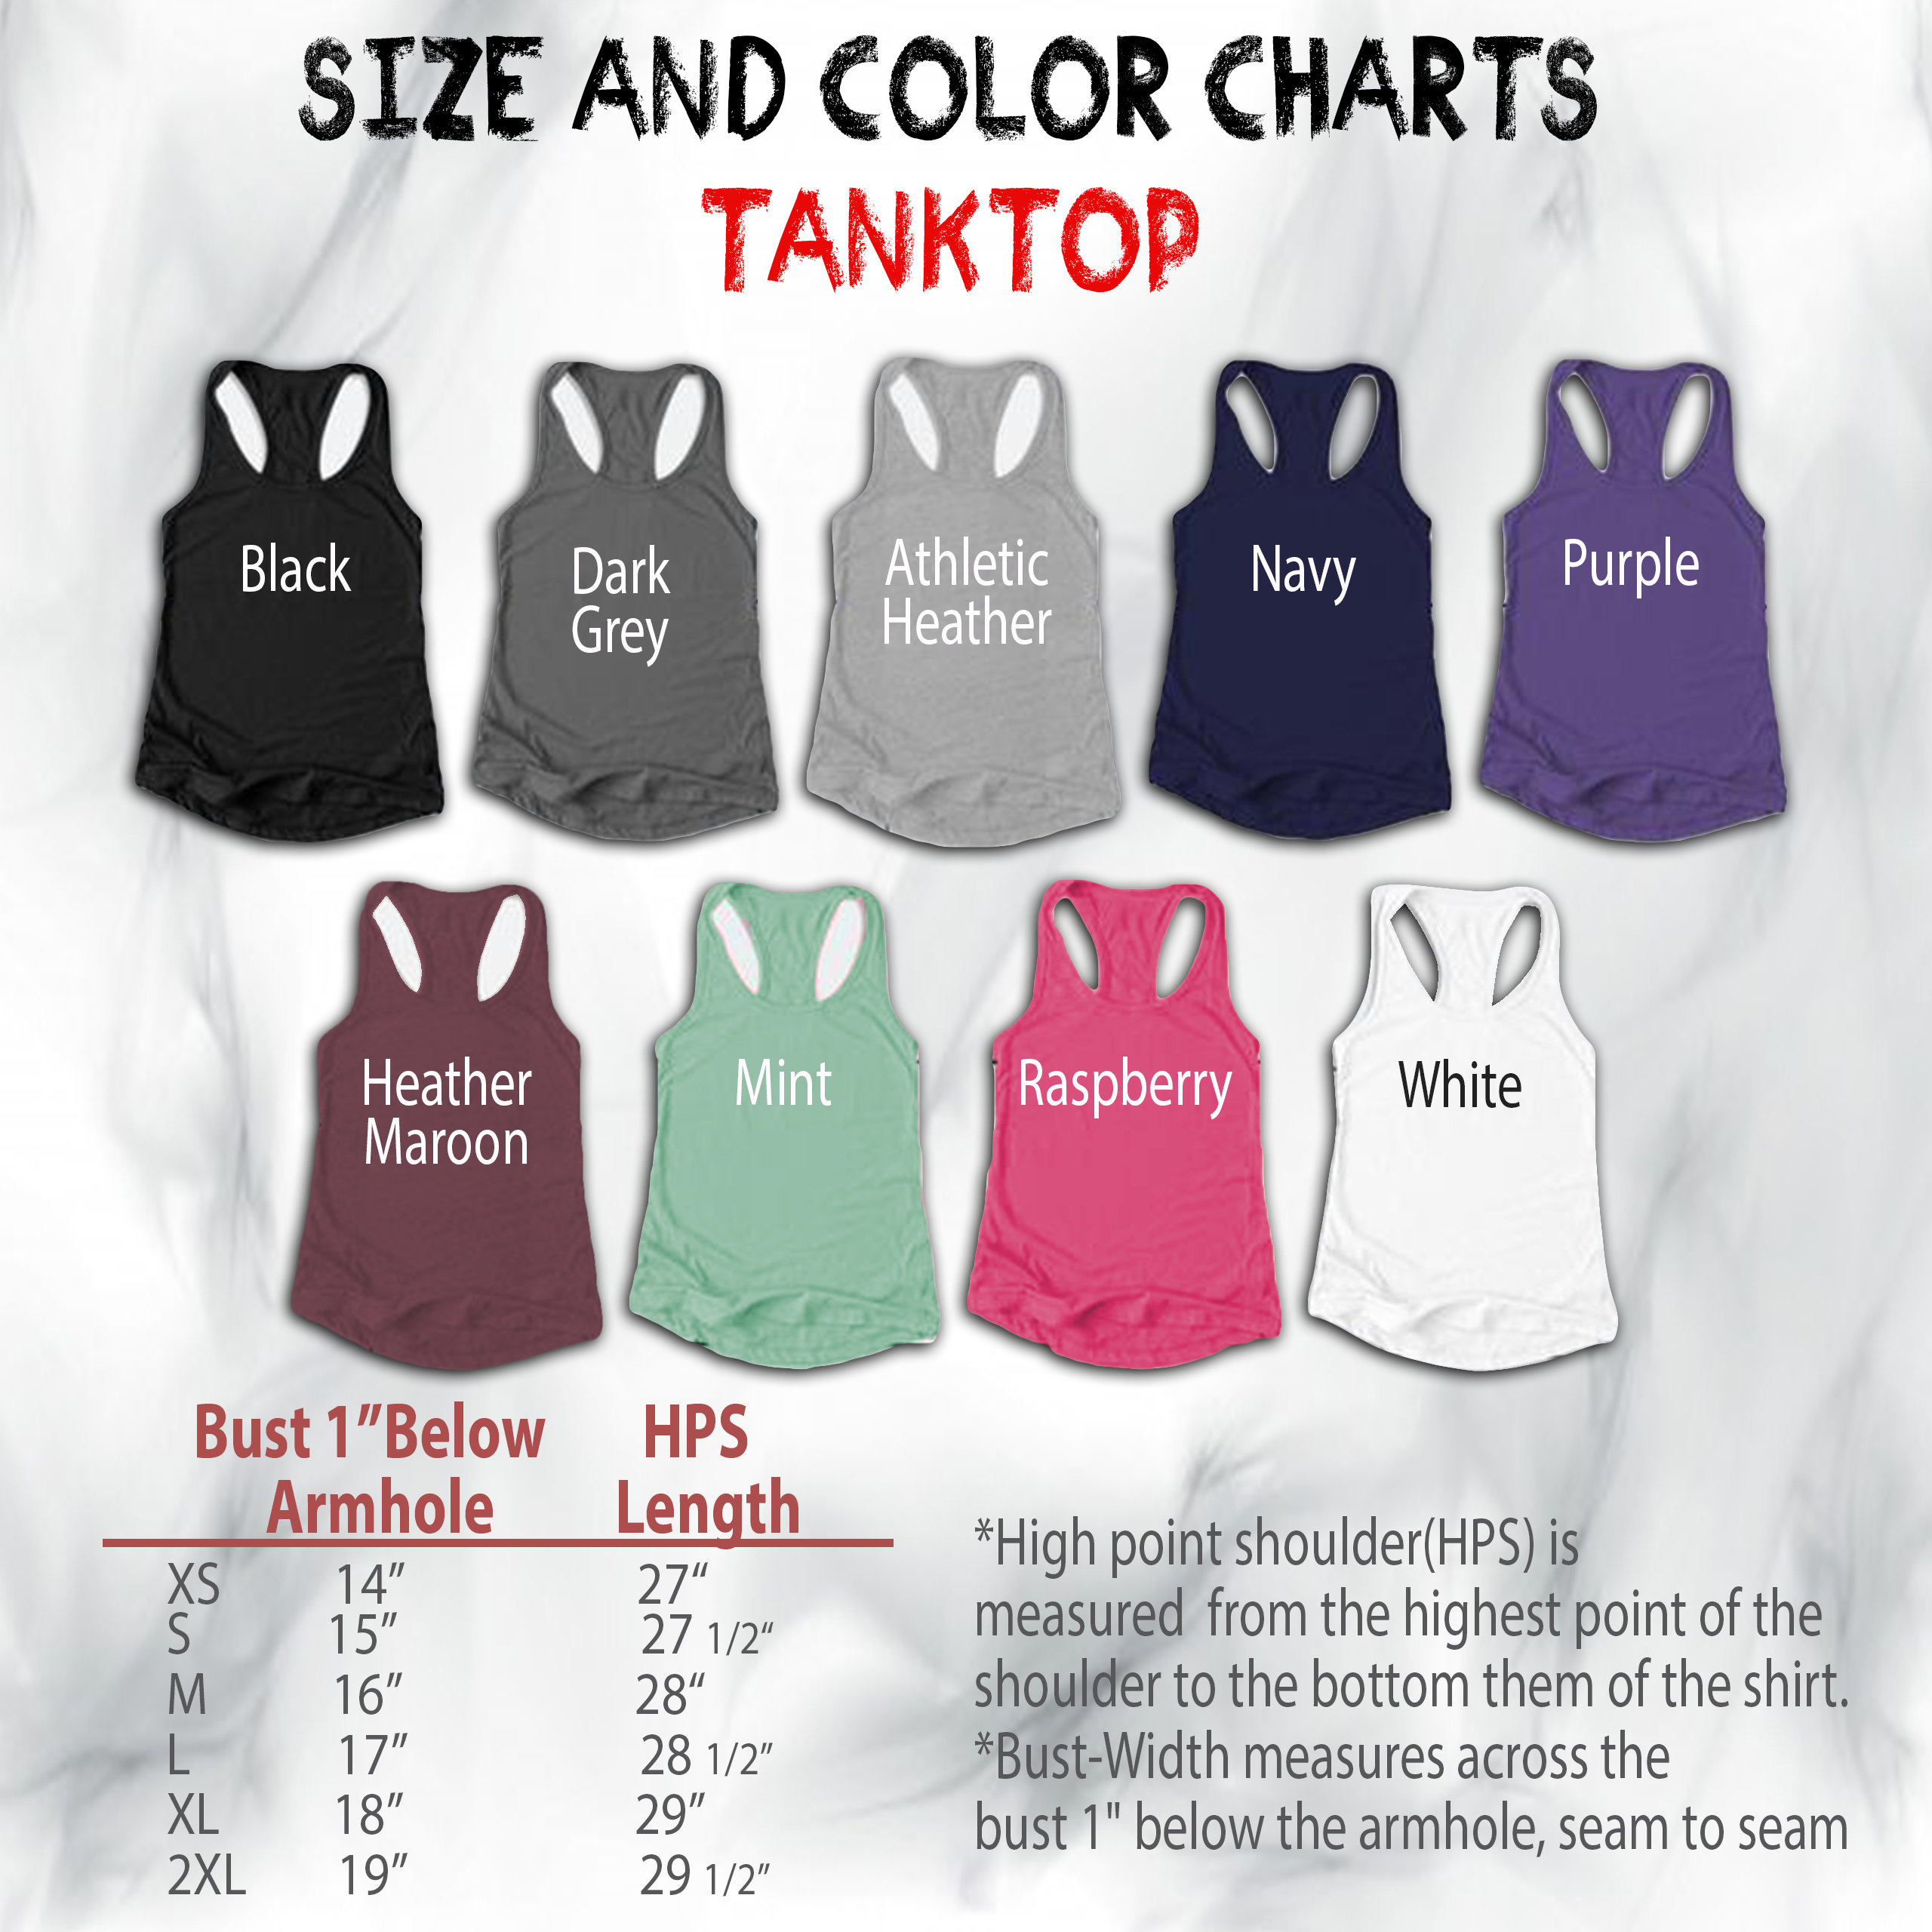 SIZE AND COLOR CHARTS
TANKTOP
Black
Dark
Grey
Athletic
Heather
Navy
Purple
Heather
Maroon
Mint
Raspberry
White
Bust 1”Below HPS
Armhole Length
XS 14” 27“
S 15” 27 1/2“
M 16” 28“
L 17” 28 1/2”
XL 18” 29”
2XL 19” 29 1/2”
*High point shoulder(HPS) is
measured from the highest point of the
shoulder to the bottom them of the shirt.
*Bust-Width measures across the
bust 1" below the armhole, seam to seam